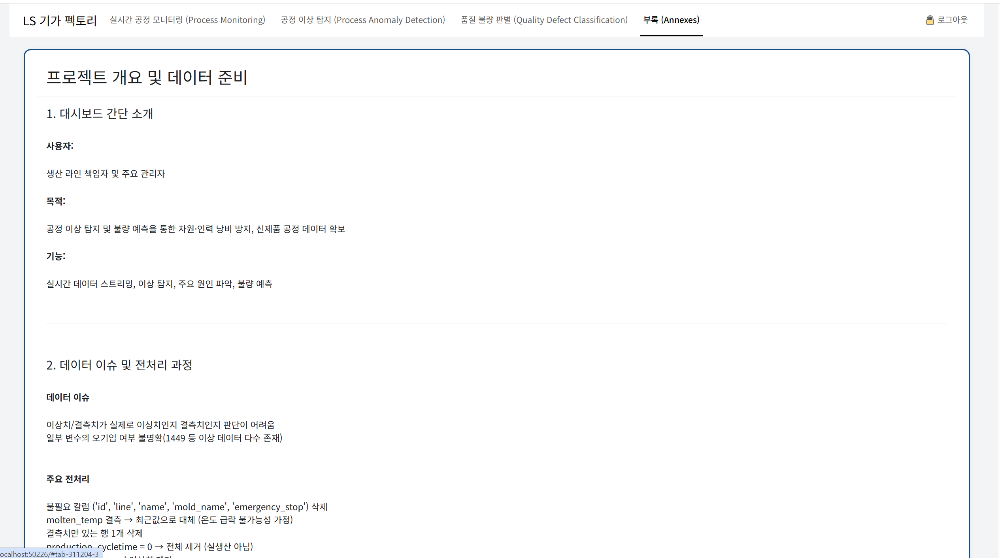 LS 기가 펙토리
실시간 공정 모니터링 (Process Monitoring)
공정 이상 탐지 (Process Anomaly Detection)
품질 불량 판별 (Quality Defect Classification)
부록 (Annexes)
로그아웃
프로젝트 개요 및 데이터 준비
1. 대시보드 간단 소개
사용자:
생산 라인 책임자 및 주요 관리자
목적:
공정 이상 탐지 및 불량 예측을 통한 자원·인력 낭비 방지, 신제품 공정 데이터 확보
기능:
실시간 데이터 스트리밍, 이상 탐지, 주요 원인 파악, 불량 예측
2. 데이터 이슈 및 전처리 과정
데이터 이슈
이상치/결측치가 실제로 이싱치인지 결측치인지 판단이 어려움
일부 변수의 오기입 여부 불명확(1449 등 이상 데이터 다수 존재)
주요 전처리
불필요 칼럼 ('id', 'line', 'name', 'mold_name', 'emergency_stop') 삭제
molten_temp 결측 → 최근값으로 대체 (온도 급락 불가능성 가정)
결측치만 있는 행 1개 삭제
production_cycletime = 0 → 전체 제거 (실생산 아님)
ocalhost:50226/#tab-311204-3